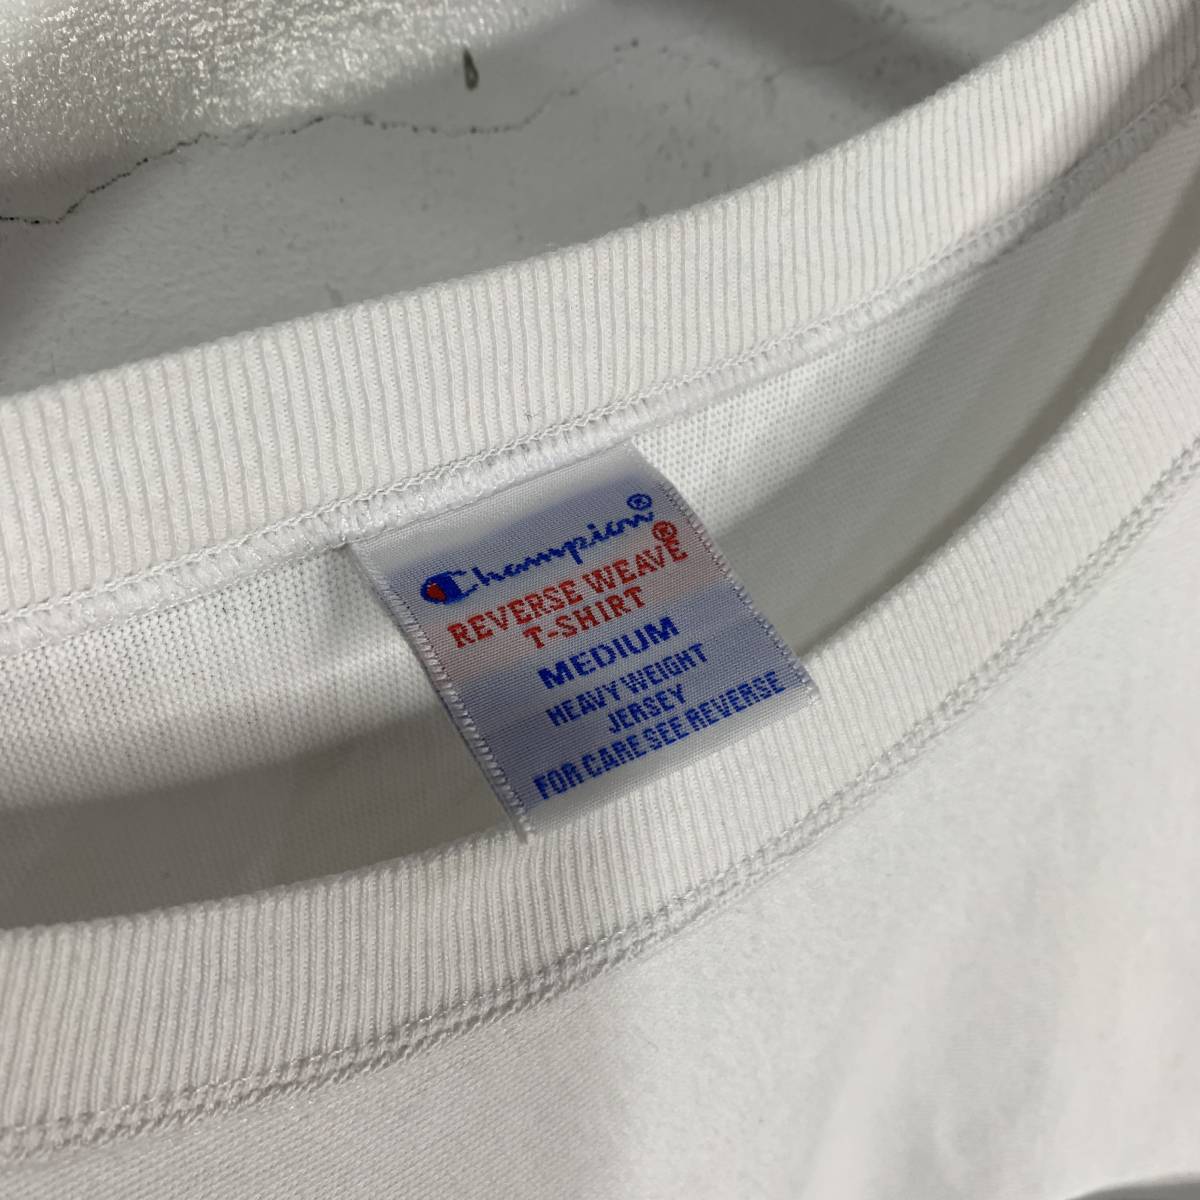 Champion®
REVERSE WEAVE®
T-SHIRT
MEDIUM
HEAVY WEIGHT
JERSEY
FOR CARE SEE REVERSE